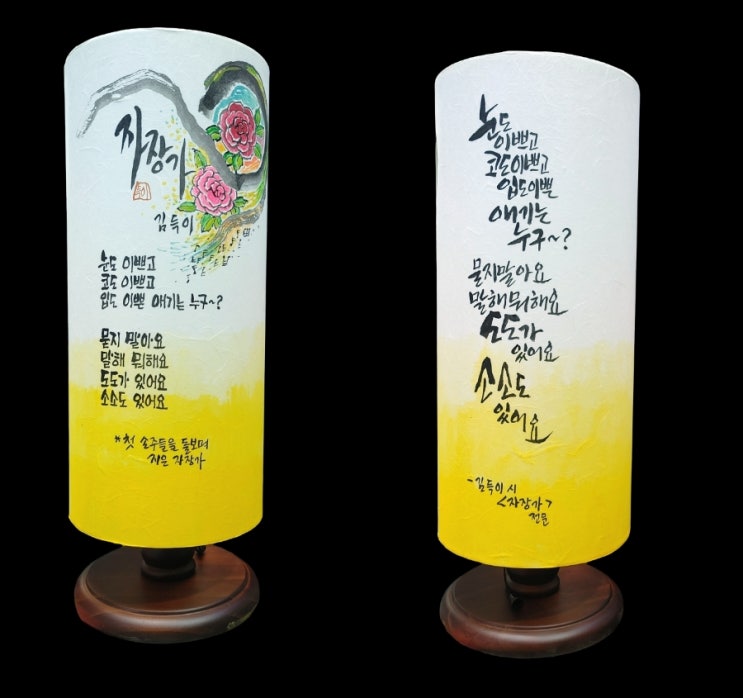 자장가
김득이
눈도 이쁘고
코도 이쁘고
입도 이쁜 애기는 누구~?
묻지 말아요
말해 뭐해요
도도가 있어요
소소도 있어요
*첫 손주들을 돌보며
지은 자장가
눈도
이쁘고
코도이쁘고
입도이쁜
애기는
누구~?
묻지말아요
말해뭐해요
도도가
있어요
소소도
있어요
-김득이 시
<자장가>
전문